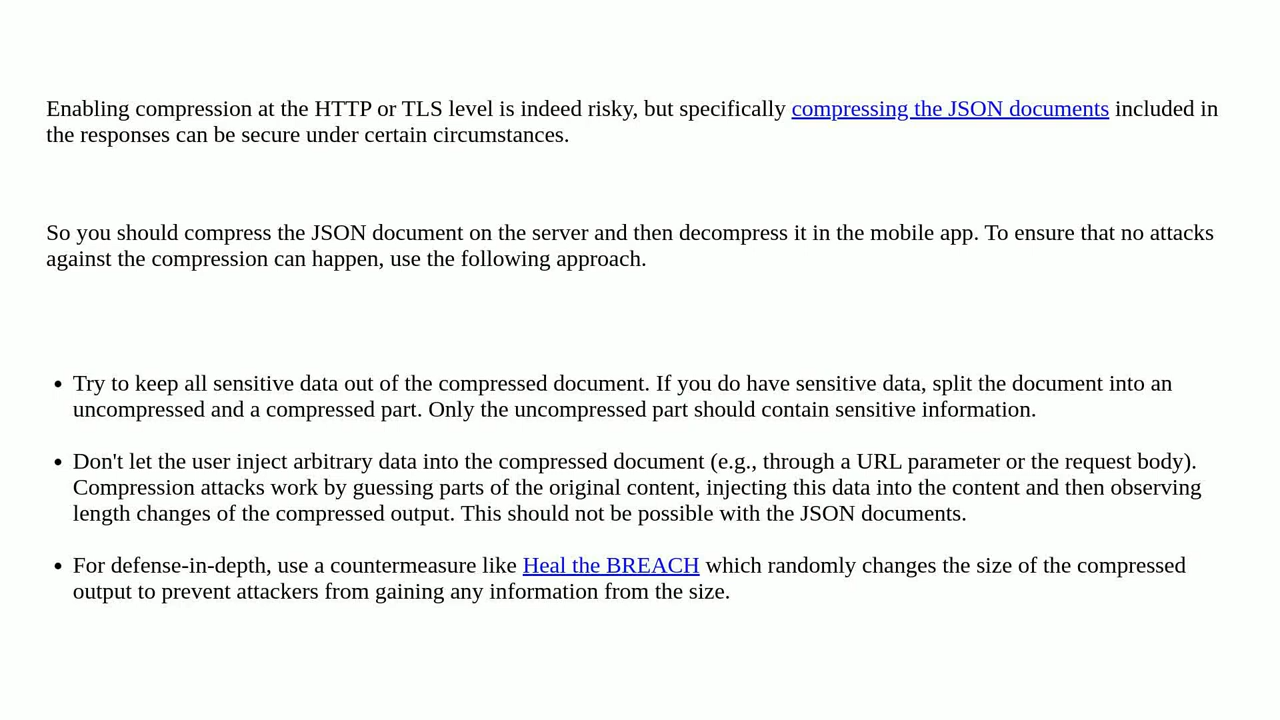 Enabling compression at the HTTP or TLS level is indeed risky, but specifically compressing the JSON documents included in
the responses can be secure under certain circumstances.
So you should compress the JSON document on the server and then decompress it in the mobile app. To ensure that no attacks
against the compression can happen, use the following approach.
• Try to keep all sensitive data out of the compressed document. If you do have sensitive data, split the document into an
uncompressed and a compressed part. Only the uncompressed part should contain sensitive information.
• Don't let the user inject arbitrary data into the compressed document (e.g., through a URL parameter or the request body).
Compression attacks work by guessing parts of the original content, injecting this data into the content and then observing
length changes of the compressed output. This should not be possible with the JSON documents.
• For defense-in-depth, use a countermeasure like Heal the BREACH which randomly changes the size of the compressed
output to prevent attackers from gaining any information from the size.